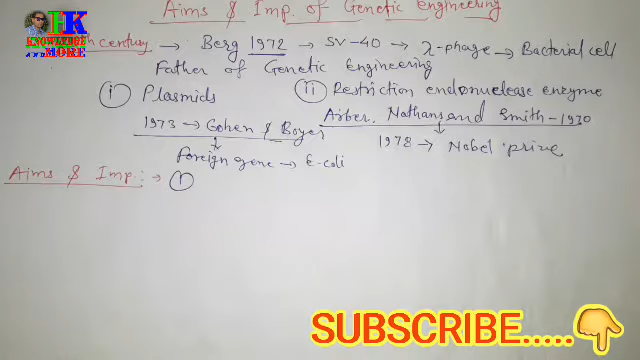 Aims & Imp. of Genetic engineering
HK
KNOWLEDGE
MORE
century → Berg 1972 → SV-40 → λ-phage → Bacterial cell
Father of Genetic engineering
i Plasmids
ii Restriction endonuclease enzyme
1973 → Cohen & Boyer
Arber, Nathans and Smith - 1930
Foreign gene → E-coli
1978 → Nobel prize
Aims & Imp.: → 1
SUBSCRIBE.....